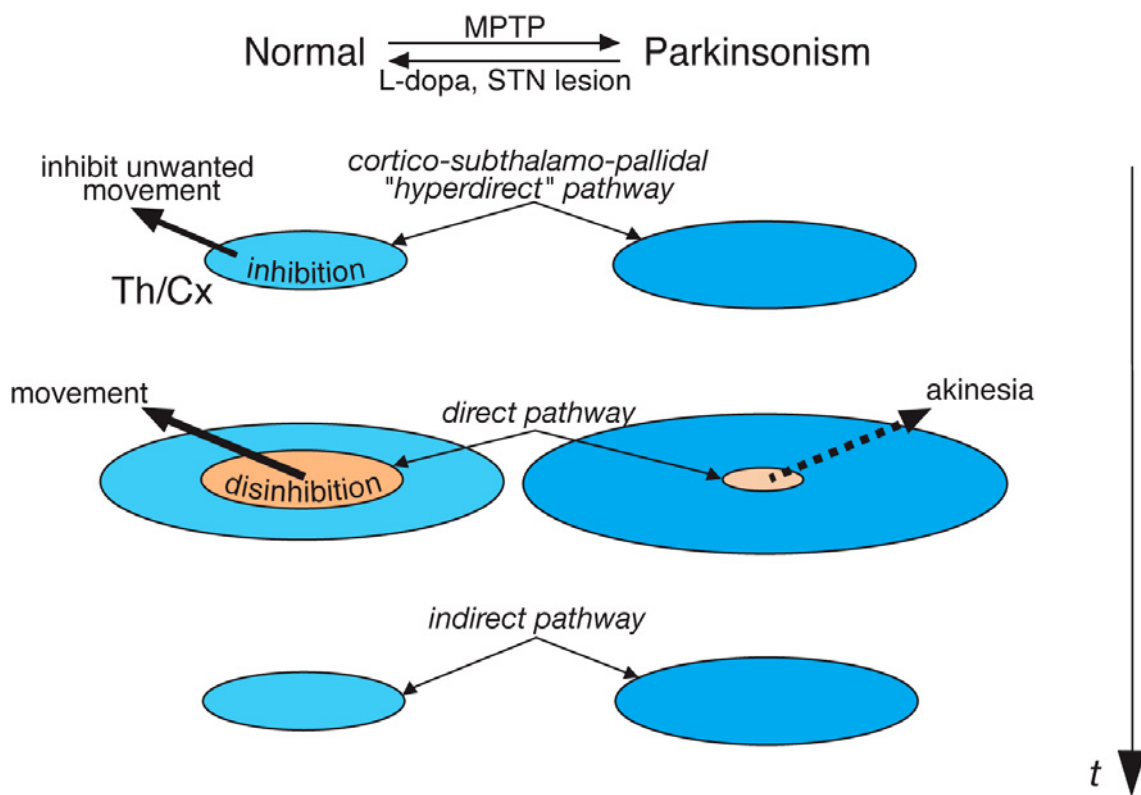 MPTP
Normal
Parkinsonism
L-dopa, STN lesion
inhibit unwanted
movement
cortico-subthalamo-pallidal
"hyperdirect" pathway
inhibition
Th/Cx
movement
direct pathway
akinesia
disinhibition
indirect pathway
t